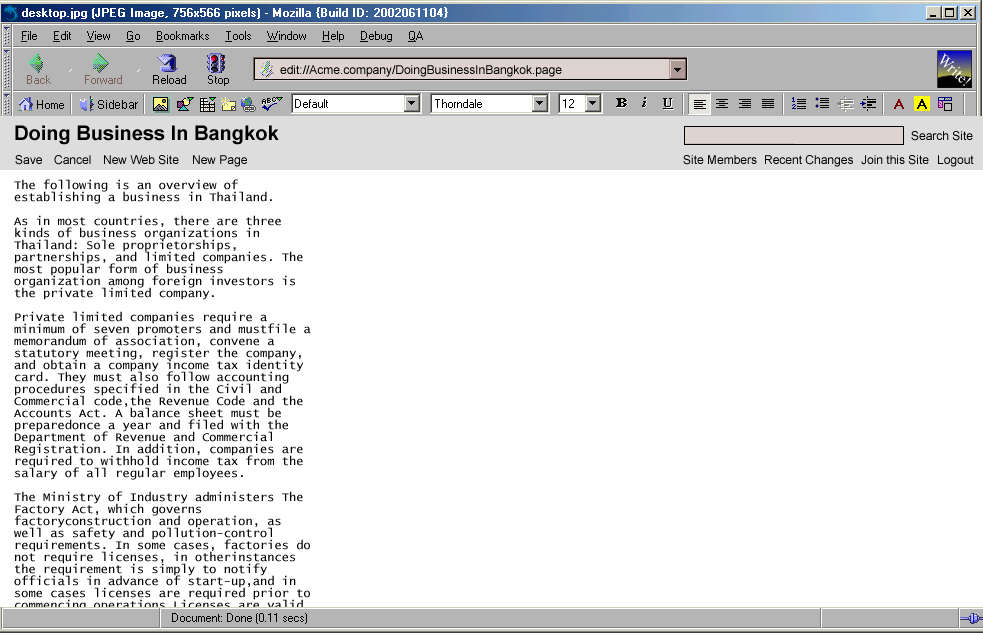 desktop.jpg (JPEG Image, 756x566 pixels) - Mozilla {Build ID: 2002061104}
File Edit View Go Bookmarks Tools Window Help Debug QA
Back Forward Reload Stop edit://Acme.company/DoingBusinessInBangkok.page Write!
Home Sidebar ABC Default Thorndale 12 B i U A A
Doing Business In Bangkok
Search Site
Save Cancel New Web Site New Page Site Members Recent Changes Join this Site Logout
The following is an overview of
establishing a business in Thailand.
As in most countries, there are three
kinds of business organizations in
Thailand: Sole proprietorships,
partnerships, and limited companies. The
most popular form of business
organization among foreign investors is
the private limited company.
Private limited companies require a
minimum of seven promoters and mustfile a
memorandum of association, convene a
statutory meeting, register the company,
and obtain a company income tax identity
card. They must also follow accounting
procedures specified in the Civil and
Commercial code,the Revenue Code and the
Accounts Act. A balance sheet must be
preparedonce a year and filed with the
Department of Revenue and Commercial
Registration. In addition, companies are
required to withhold income tax from the
salary of all regular employees.
The Ministry of Industry administers The
Factory Act, which governs
factoryconstruction and operation, as
well as safety and pollution-control
requirements. In some cases, factories do
not require licenses, in otherinstances
the requirement is simply to notify
officials in advance of start-up,and in
some cases licenses are required prior to
commencing operations.Licenses are valid
Document: Done (0.11 secs)